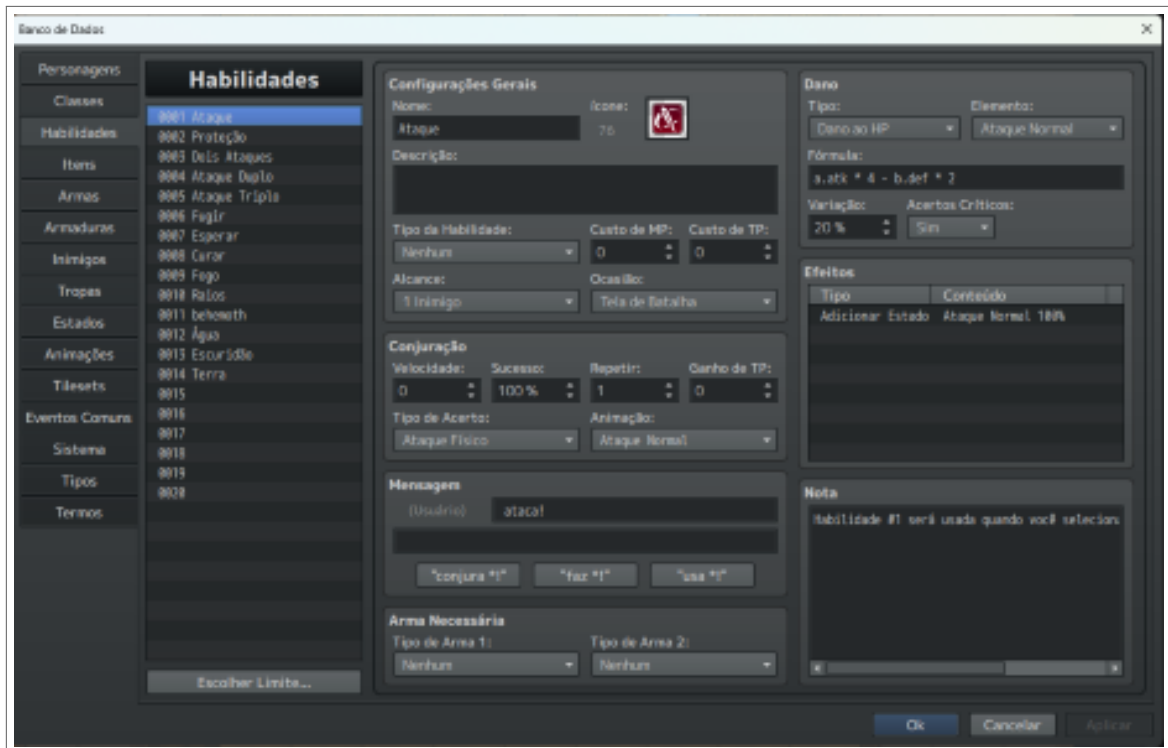 Banco de Dados
Personagens
Classes
Habilidades
Itens
Armas
Armaduras
Inimigos
Tropas
Estados
Animações
Tilesets
Eventos Comuns
Sistema
Tipos
Termos
Habilidades
0001 Ataque
0002 Proteção
0003 Dois Ataques
0004 Ataque Duplo
0005 Ataque Triplo
0006 Fugir
0007 Esperar
0008 Curar
0009 Fogo
0010 Raios
0011 behemoth
0012 Água
0013 Escuridão
0014 Terra
0015
0016
0017
0018
0019
0020
Escolher Limite...
Configurações Gerais
Nome: Ícone:
Ataque 76
Descrição:
Tipo da Habilidade: Custo de MP: Custo de TP:
Nenhum 0 0
Alcance: Ocasião:
1 Inimigo Tela de Batalha
Conjuração
Velocidade: Sucesso: Repetir: Ganho de TP:
0 100 % 1 0
Tipo de Acerto: Animação:
Ataque Físico Ataque Normal
Mensagem
(Usuário) ataca!
"conjura *!" "faz *!" "usa *!"
Arma Necessária
Tipo de Arma 1: Tipo de Arma 2:
Nenhum Nenhum
Dano
Tipo: Elemento:
Dano ao HP Ataque Normal
Fórmula:
a.atk * 4 - b.def * 2
Variação: Acertos Críticos:
20 % Sim
Efeitos
Tipo Conteúdo
Adicionar Estado Ataque Normal 100%
Nota
Habilidade #1 será usada quando você seleciona
Ok Cancelar Aplicar